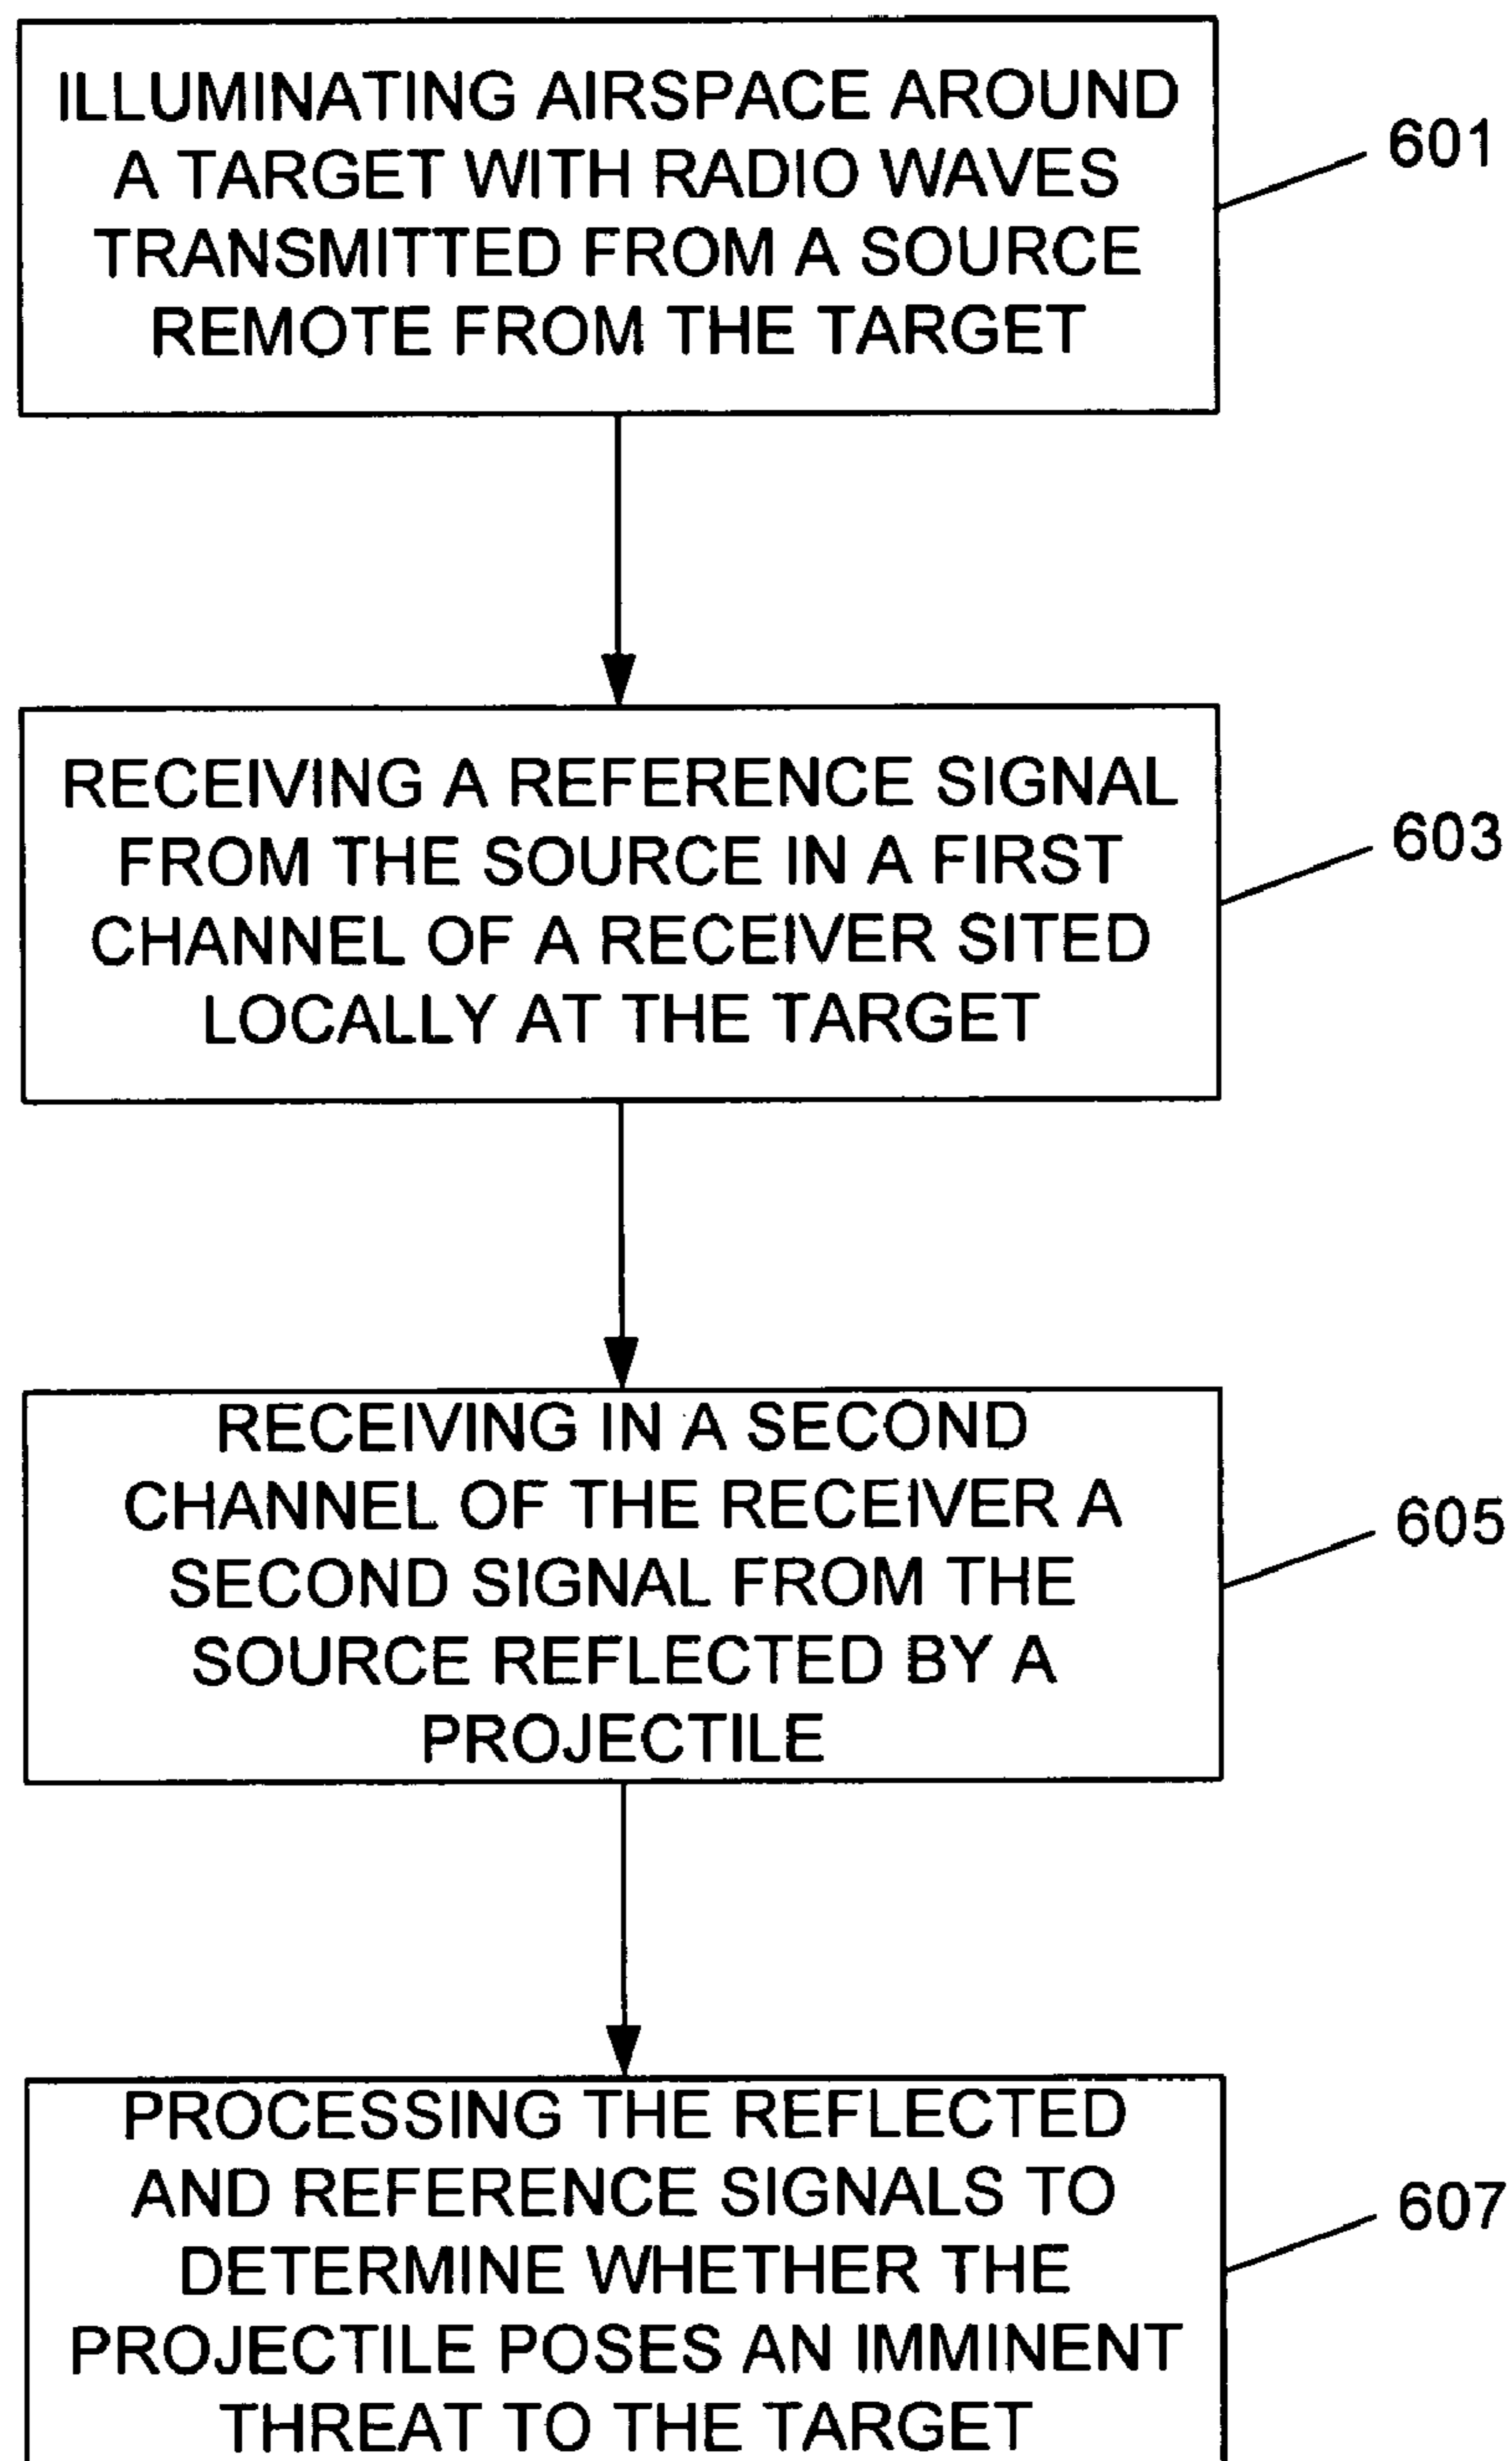 ILLUMINATING AIRSPACE AROUND
A TARGET WITH RADIO WAVES
TRANSMITTED FROM A SOURCE
REMOTE FROM THE TARGET
601
RECEIVING A REFERENCE SIGNAL
FROM THE SOURCE IN A FIRST
CHANNEL OF A RECEIVER SITED
LOCALLY AT THE TARGET
603
RECEIVING IN A SECOND
CHANNEL OF THE RECEIVER A
SECOND SIGNAL FROM THE
SOURCE REFLECTED BY A
PROJECTILE
605
PROCESSING THE REFLECTED
AND REFERENCE SIGNALS TO
DETERMINE WHETHER THE
PROJECTILE POSES AN IMMINENT
THREAT TO THE TARGET
607